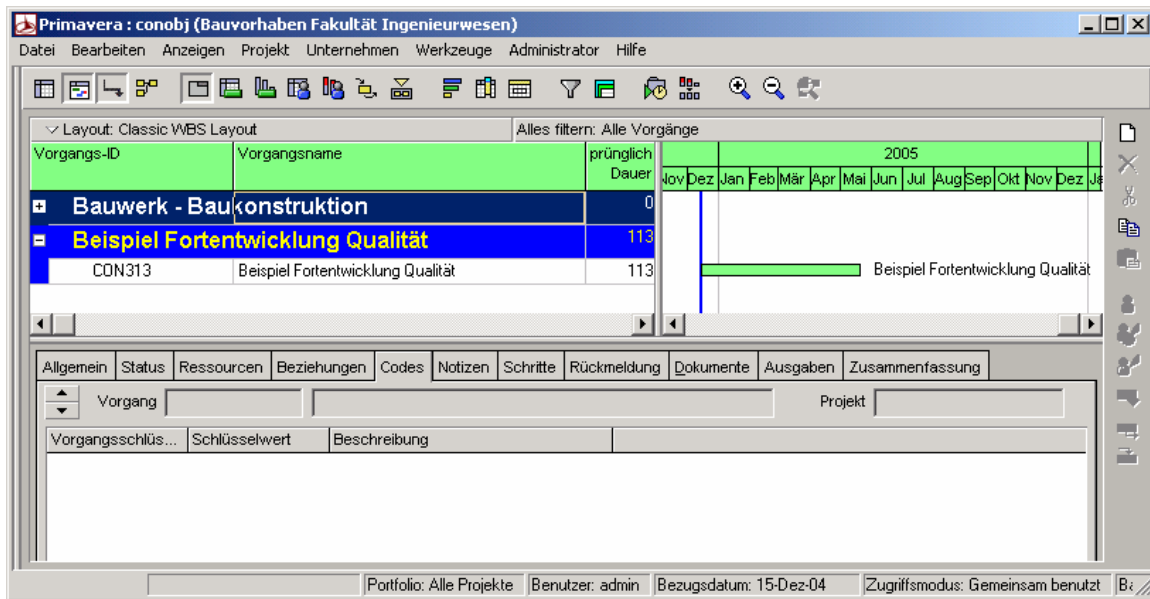 Primavera : conobj (Bauvorhaben Fakultät Ingenieurwesen)
Datei Bearbeiten Anzeigen Projekt Unternehmen Werkzeuge Administrator Hilfe
Layout: Classic WBS Layout Alles filtern: Alle Vorgänge
Vorgangs-ID Vorgangsname prünglich Dauer 2005
Nov Dez Jan Feb Mär Apr Mai Jun Jul Aug Sep Okt Nov Dez Ja
Bauwerk - Baukonstruktion 0
Beispiel Fortentwicklung Qualität 113
CON313 Beispiel Fortentwicklung Qualität 113 Beispiel Fortentwicklung Qualität
Allgemein Status Ressourcen Beziehungen Codes Notizen Schritte Rückmeldung Dokumente Ausgaben Zusammenfassung
Vorgang Projekt
Vorgangsschlüs... Schlüsselwert Beschreibung
Portfolio: Alle Projekte Benutzer: admin Bezugsdatum: 15-Dez-04 Zugriffsmodus: Gemeinsam benutzt